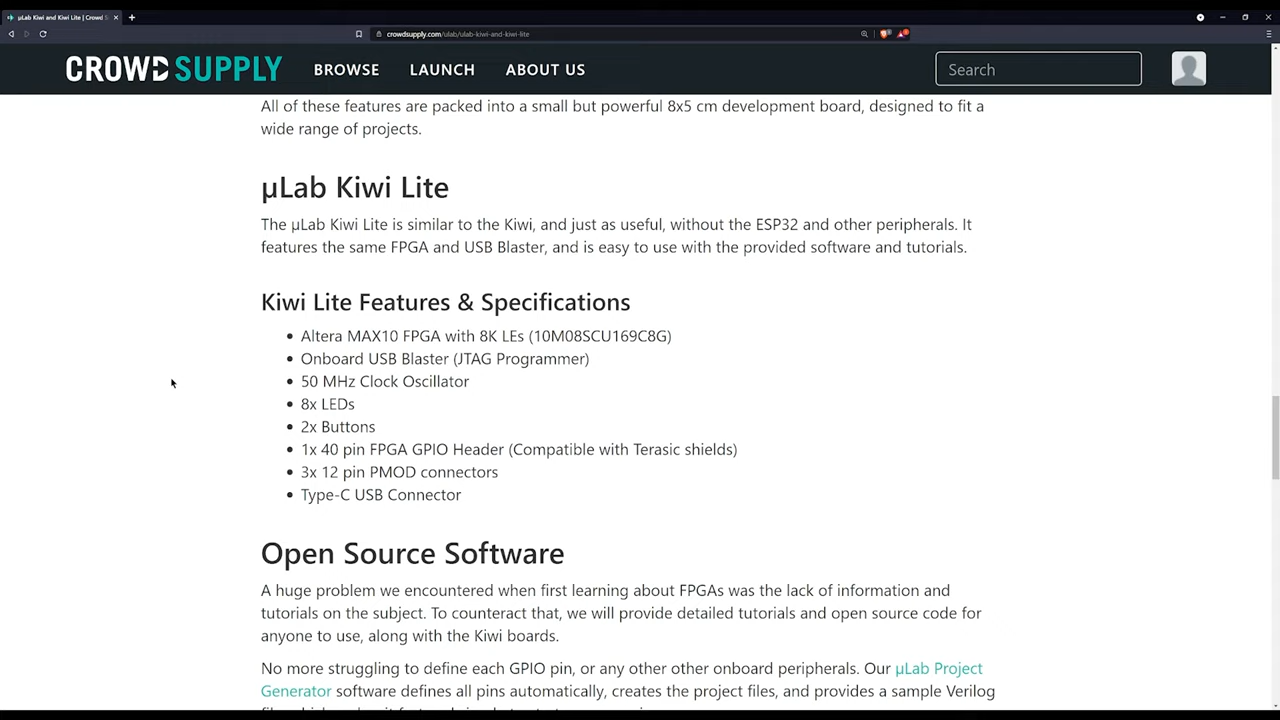 µLab Kiwi and Kiwi Lite | Crowd S
crowdsupply.com/ulab/ulab-kiwi-and-kiwi-lite
CROWD SUPPLY BROWSE LAUNCH ABOUT US Search
All of these features are packed into a small but powerful 8x5 cm development board, designed to fit a
wide range of projects.
µLab Kiwi Lite
The µLab Kiwi Lite is similar to the Kiwi, and just as useful, without the ESP32 and other peripherals. It
features the same FPGA and USB Blaster, and is easy to use with the provided software and tutorials.
Kiwi Lite Features & Specifications
• Altera MAX10 FPGA with 8K LEs (10M08SCU169C8G)
• Onboard USB Blaster (JTAG Programmer)
• 50 MHz Clock Oscillator
• 8x LEDs
• 2x Buttons
• 1x 40 pin FPGA GPIO Header (Compatible with Terasic shields)
• 3x 12 pin PMOD connectors
• Type-C USB Connector
Open Source Software
A huge problem we encountered when first learning about FPGAs was the lack of information and
tutorials on the subject. To counteract that, we will provide detailed tutorials and open source code for
anyone to use, along with the Kiwi boards.
No more struggling to define each GPIO pin, or any other other onboard peripherals. Our µLab Project
Generator software defines all pins automatically, creates the project files, and provides a sample Verilog